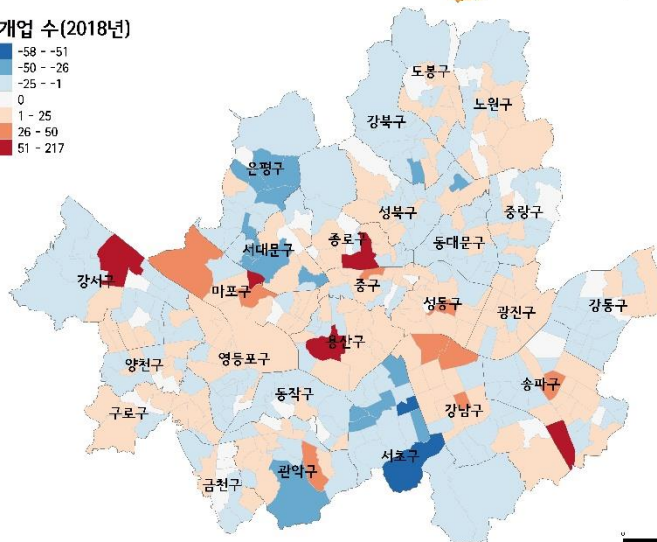 개업 수(2018년)
-58 - -51
-50 - -26
-25 - -1
0
1 - 25
26 - 50
51 - 217
도봉구
노원구
강북구
은평구
성북구
중랑구
서대문구
종로구
동대문구
강서구
마포구
중구
성동구
광진구
강동구
용산구
양천구
영등포구
동작구
송파구
구로구
강남구
서초구
관악구
금천구
0